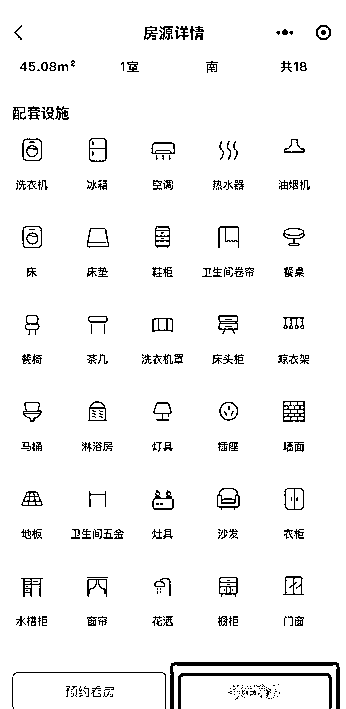 房源详情
45.08m² 1室 南 共18
配套设施
洗衣机 冰箱 空调 热水器 油烟机
床 床垫 鞋柜 卫生间卷帘 餐桌
餐椅 茶几 洗衣机罩 床头柜 晾衣架
马桶 淋浴房 灯具 插座 墙面
地板 卫生间五金 灶具 沙发 衣柜
水槽柜 窗帘 花洒 橱柜 门窗
预约看房